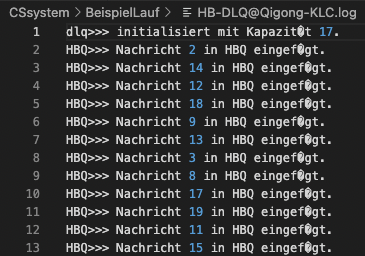 CSsystem > BeispielLauf > HB-DLQ@Qigong-KLC.log
1 dlq>>> initialisiert mit Kapazit�t 17.
2 HBQ>>> Nachricht 2 in HBQ eingef�gt.
3 HBQ>>> Nachricht 14 in HBQ eingef�gt.
4 HBQ>>> Nachricht 12 in HBQ eingef�gt.
5 HBQ>>> Nachricht 18 in HBQ eingef�gt.
6 HBQ>>> Nachricht 9 in HBQ eingef�gt.
7 HBQ>>> Nachricht 13 in HBQ eingef�gt.
8 HBQ>>> Nachricht 3 in HBQ eingef�gt.
9 HBQ>>> Nachricht 8 in HBQ eingef�gt.
10 HBQ>>> Nachricht 17 in HBQ eingef�gt.
11 HBQ>>> Nachricht 19 in HBQ eingef�gt.
12 HBQ>>> Nachricht 11 in HBQ eingef�gt.
13 HBQ>>> Nachricht 15 in HBQ eingef�gt.